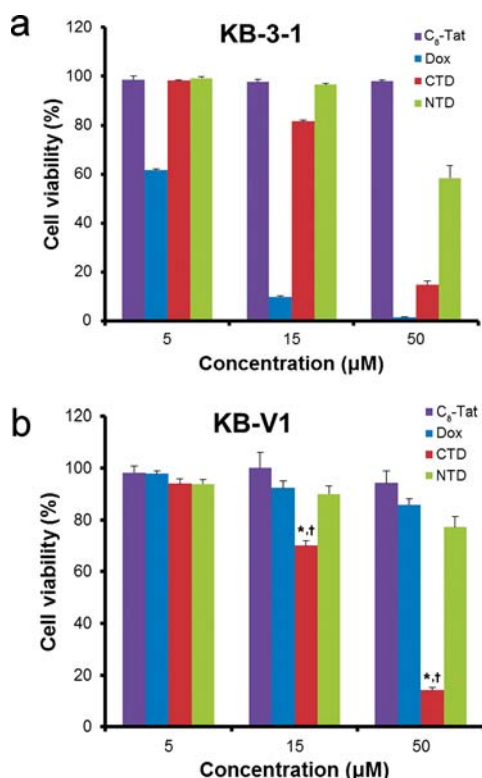 a
KB-3-1
C₈-Tat
Dox
CTD
NTD
Cell viability (%)
120
100
80
60
40
20
0
5
15
50
Concentration (µM)
b
KB-V1
C₈-Tat
Dox
CTD
NTD
Cell viability (%)
120
100
80
60
40
20
0
*,†
*,†
5
15
50
Concentration (µM)